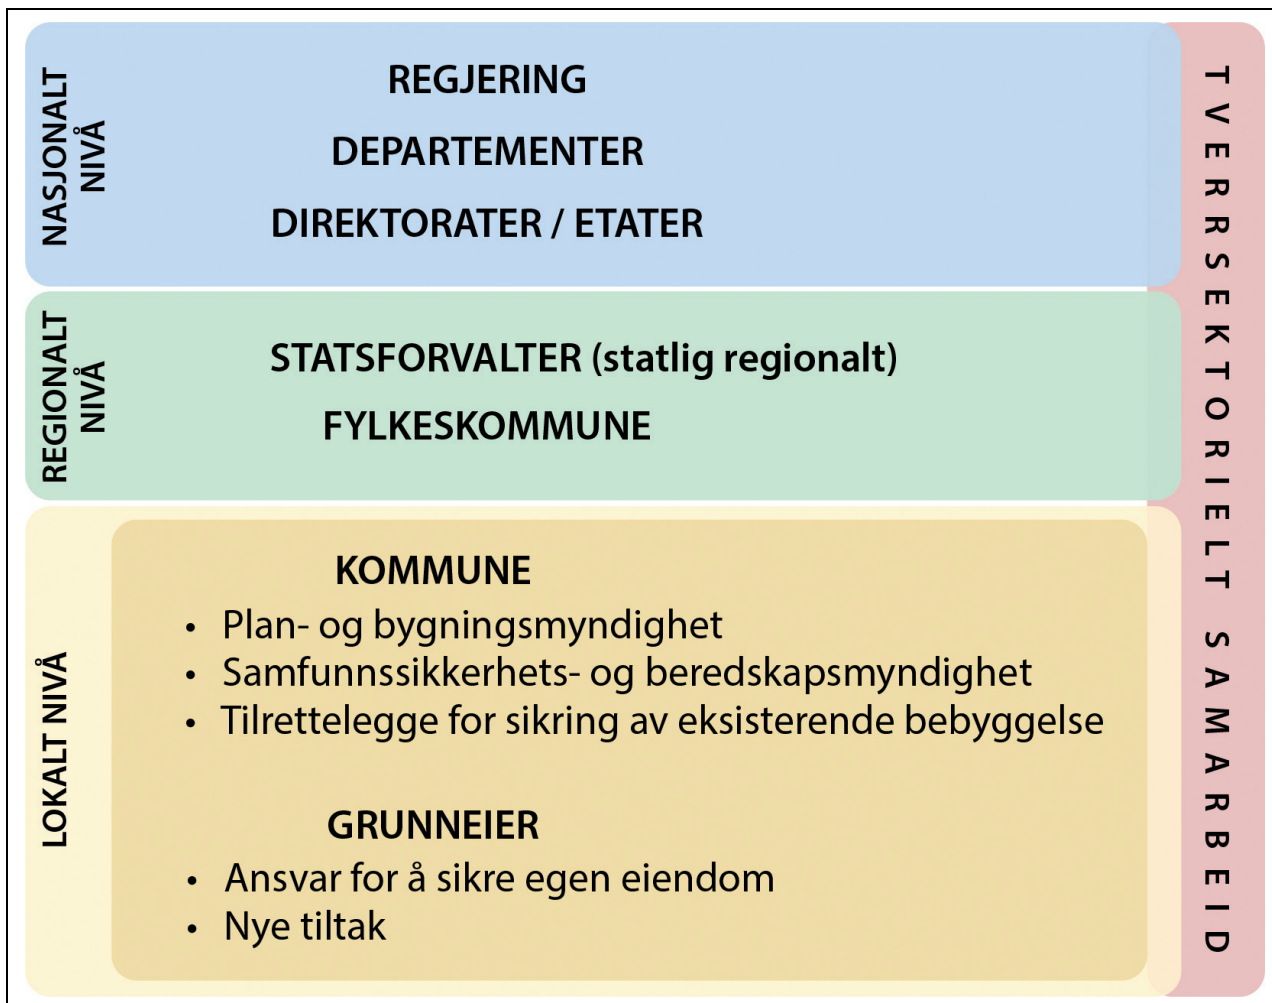 NASJONALT
NIVÅ
REGJERING
DEPARTEMENTER
DIREKTORATER / ETATER
REGIONALT
NIVÅ
STATSFORVALTER (statlig regionalt)
FYLKESKOMMUNE
LOKALT NIVÅ
KOMMUNE
• Plan- og bygningsmyndighet
• Samfunnssikkerhets- og beredskapsmyndighet
• Tilrettelegge for sikring av eksisterende bebyggelse
GRUNNEIER
• Ansvar for å sikre egen eiendom
• Nye tiltak
TVERRSEKTORIELT SAMARBEID